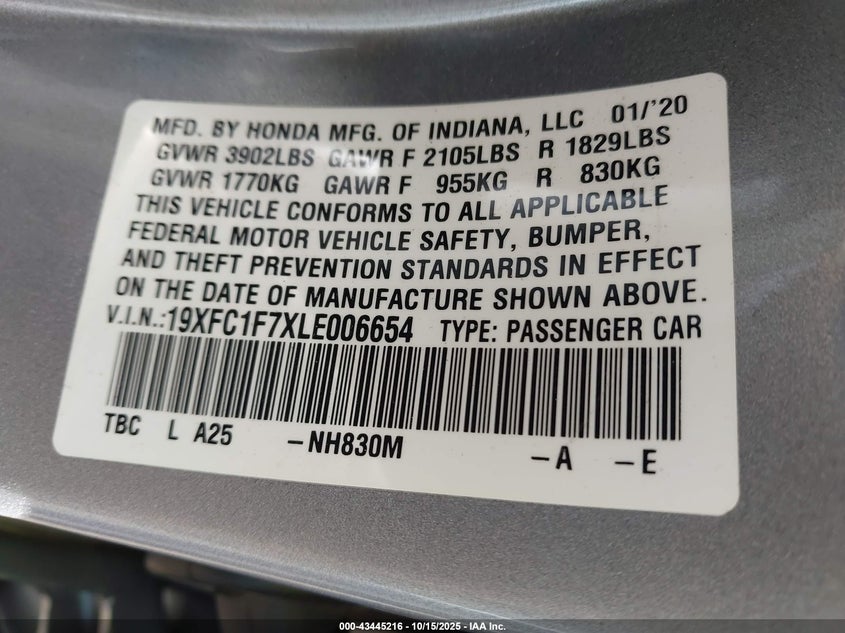 MFD. BY HONDA MFG. OF INDIANA, LLC 01/'20
GVWR 3902LBS GAWR F 2105LBS R 1829LBS
GVWR 1770KG GAWR F 955KG R 830KG
THIS VEHICLE CONFORMS TO ALL APPLICABLE
FEDERAL MOTOR VEHICLE SAFETY, BUMPER,
AND THEFT PREVENTION STANDARDS IN EFFECT
ON THE DATE OF MANUFACTURE SHOWN ABOVE.
V.I.N.:19XFC1F7XLE006654 TYPE: PASSENGER CAR
TBC L A25 -NH830M -A -E
000-43445216 - 10/15/2025 - IAA Inc.